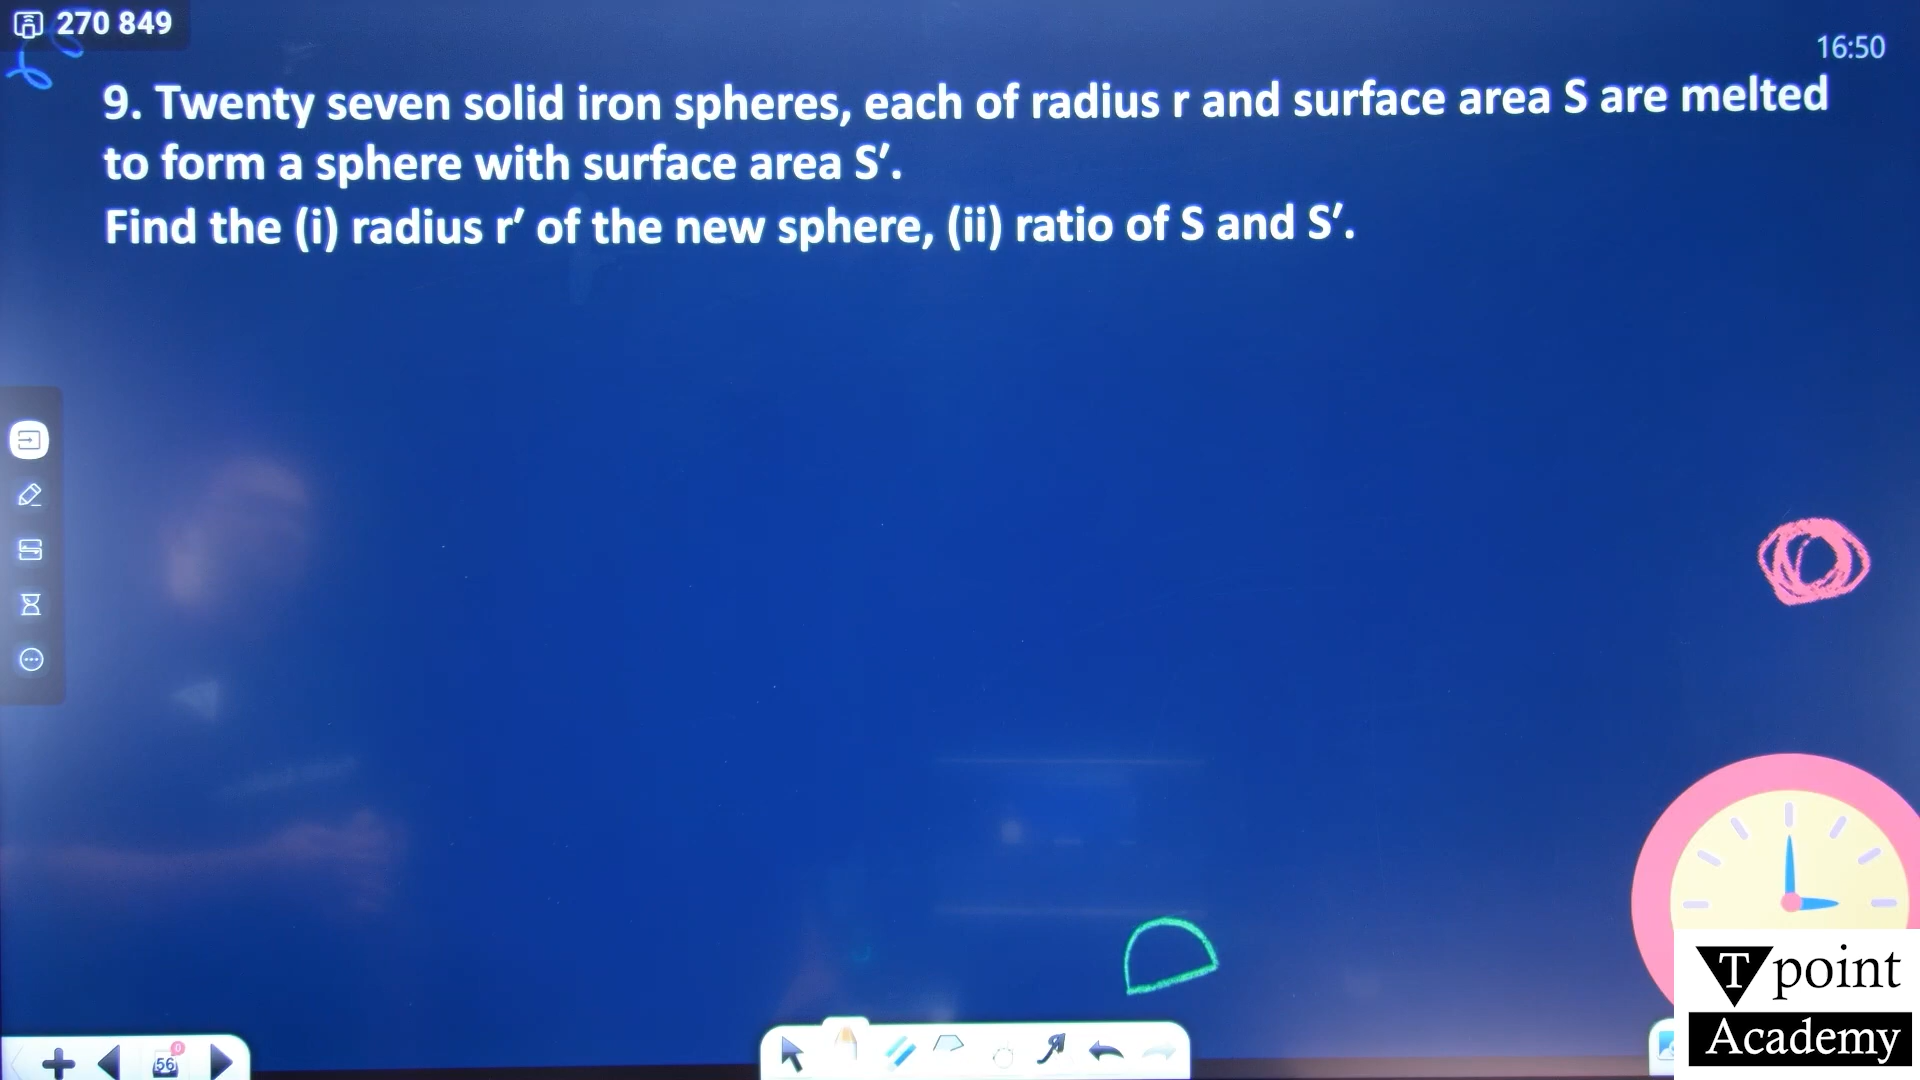 270 849
16:50
9. Twenty seven solid iron spheres, each of radius r and surface area S are melted
to form a sphere with surface area S′.
Find the (i) radius r′ of the new sphere, (ii) ratio of S and S′.
56
0
T point
Academy